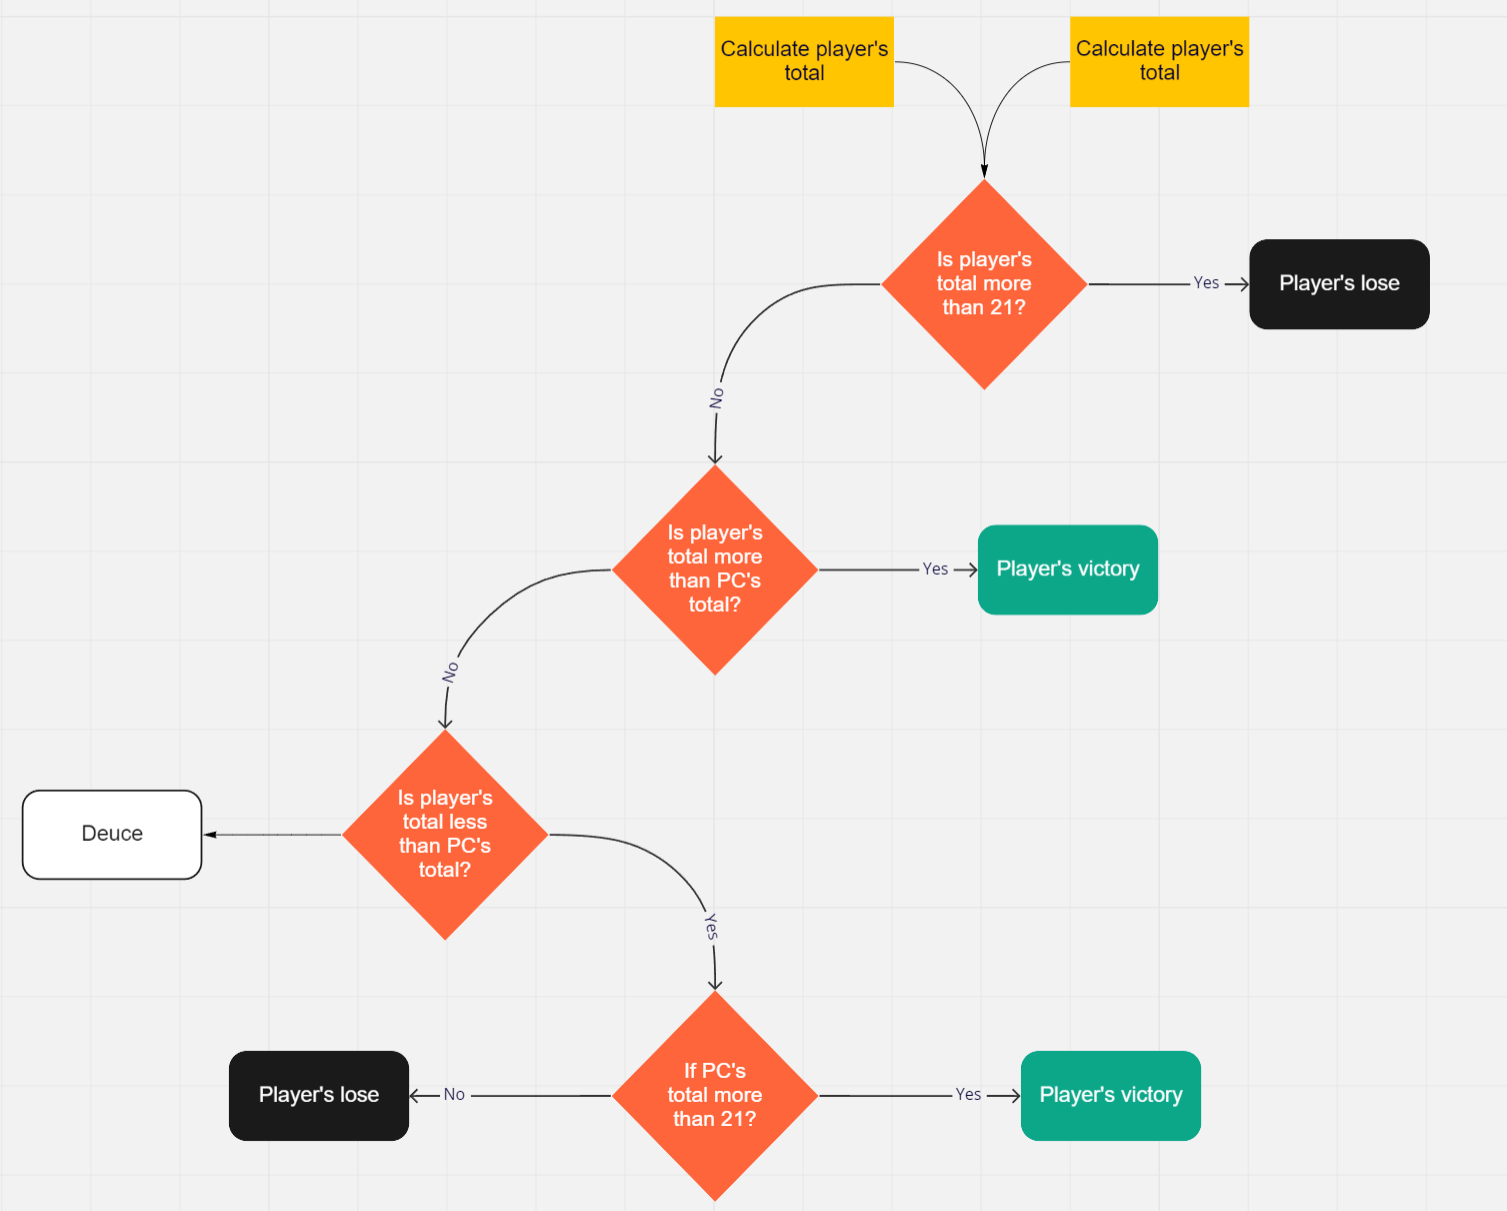 Calculate player's
total
Calculate player's
total
Is player's
total more
than 21?
Yes
Player's lose
No
Is player's
total more
than PC's
total?
Yes
Player's victory
No
Is player's
total less
than PC's
total?
Deuce
Yes
If PC's
total more
than 21?
No
Player's lose
Yes
Player's victory